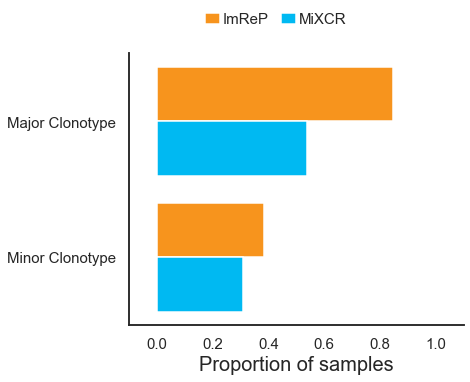 ImReP MiXCR
Major Clonotype
Minor Clonotype
0.0 0.2 0.4 0.6 0.8 1.0
Proportion of samples